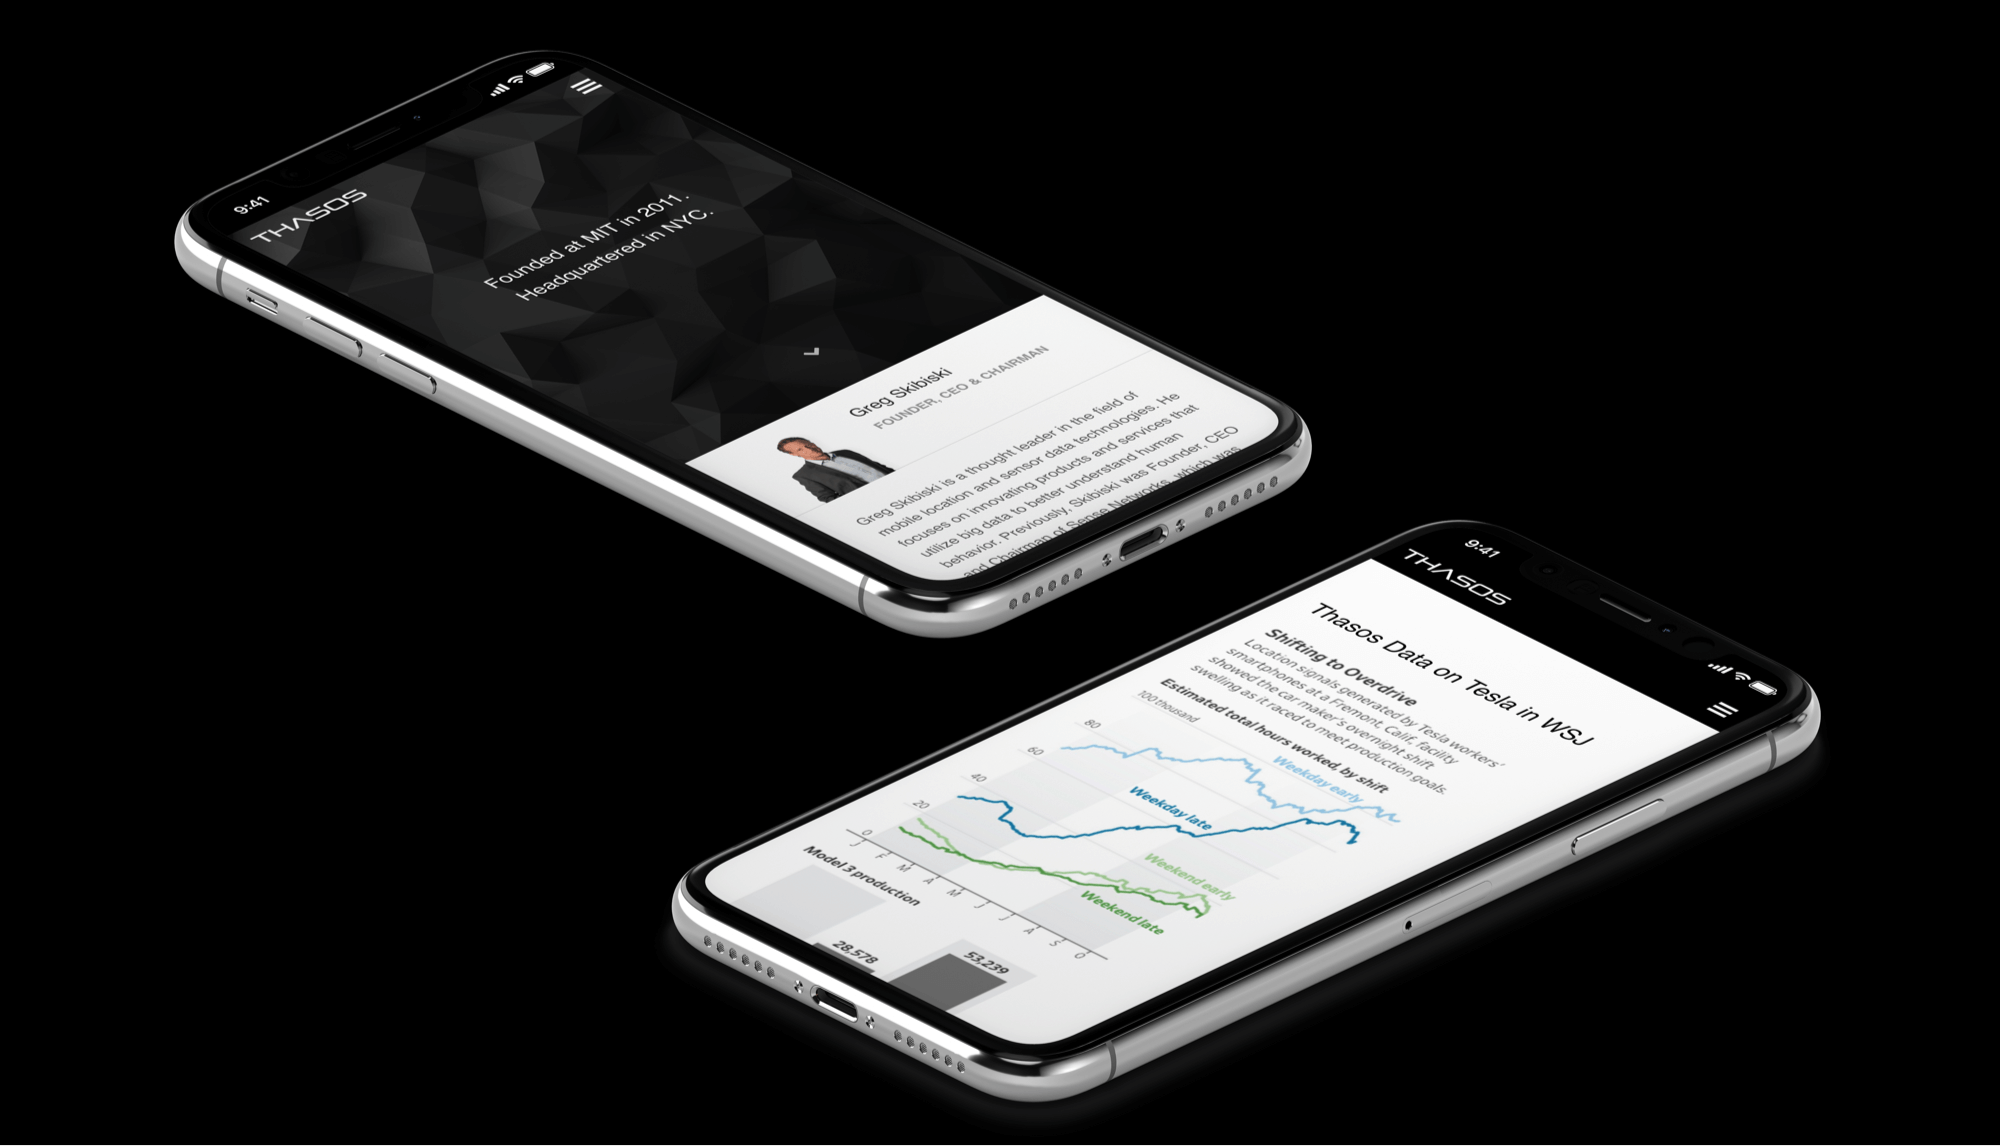 9:41
THASOS
Founded at MIT in 2011.
Headquartered in NYC.
Greg Skibiski
FOUNDER, CEO & CHAIRMAN
Greg Skibiski is a thought leader in the field of
mobile location and sensor data technologies. He
focuses on innovating products and services that
utilize big data to better understand human
behavior. Previously, Skibiski was Founder, CEO
and Chairman of Sense Networks, which was
9:41
THASOS
Thasos Data on Tesla in WSJ
Shifting to Overdrive
Location signals generated by Tesla workers'
smartphones at a Fremont, Calif., facility
showed the car maker's overnight shift
swelling as it raced to meet production goals.
Estimated total hours worked, by shift
100 thousand
80
60
40
20
0
Weekday early
Weekday late
Weekend early
Weekend late
J F M A M J J A S O
Model 3 production
28,578
53,239